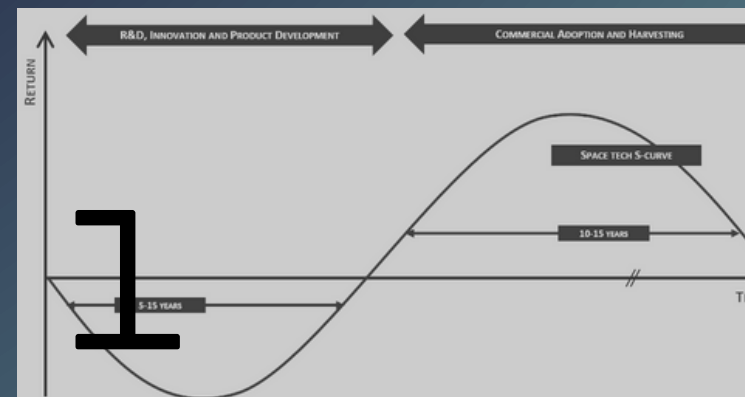 R&D, INNOVATION AND PRODUCT DEVELOPMENT
COMMERCIAL ADOPTION AND HARVESTING
RETURN
SPACE TECH S-CURVE
10-15 YEARS
1
5-15 YEARS